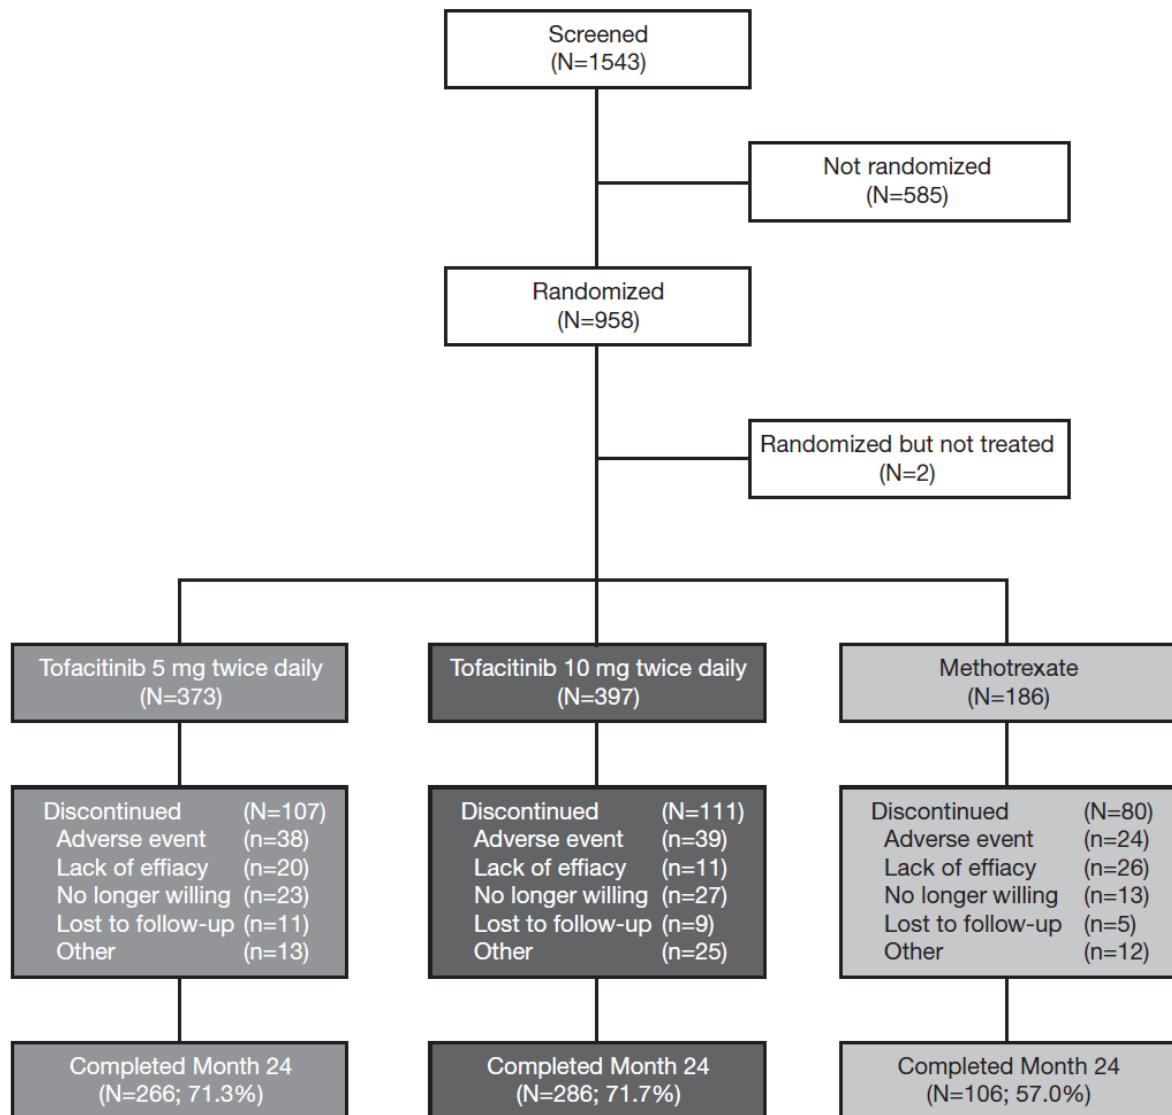 Screened
(N=1543)
Not randomized
(N=585)
Randomized
(N=958)
Randomized but not treated
(N=2)
Tofacitinib 5 mg twice daily
(N=373)
Tofacitinib 10 mg twice daily
(N=397)
Methotrexate
(N=186)
Discontinued (N=107)
Adverse event (n=38)
Lack of effiacy (n=20)
No longer willing (n=23)
Lost to follow-up (n=11)
Other (n=13)
Discontinued (N=111)
Adverse event (n=39)
Lack of effiacy (n=11)
No longer willing (n=27)
Lost to follow-up (n=9)
Other (n=25)
Discontinued (N=80)
Adverse event (n=24)
Lack of effiacy (n=26)
No longer willing (n=13)
Lost to follow-up (n=5)
Other (n=12)
Completed Month 24
(N=266; 71.3%)
Completed Month 24
(N=286; 71.7%)
Completed Month 24
(N=106; 57.0%)